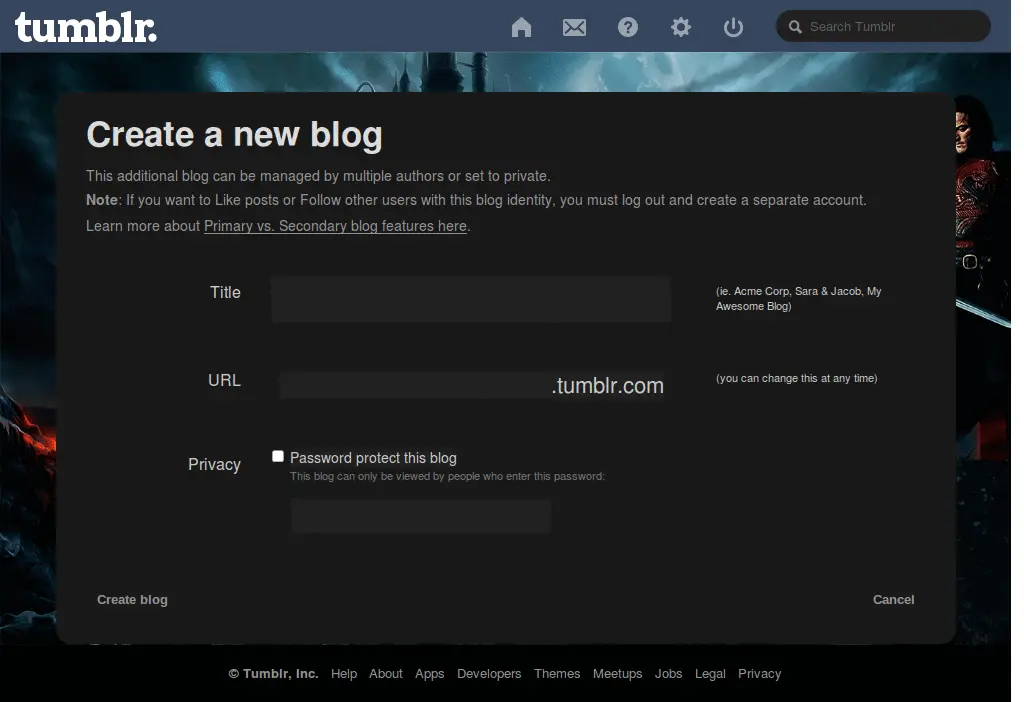 tumblr.
Search Tumblr
Create a new blog
This additional blog can be managed by multiple authors or set to private.
Note: If you want to Like posts or Follow other users with this blog identity, you must log out and create a separate account.
Learn more about Primary vs. Secondary blog features here.
Title
(ie. Acme Corp, Sara & Jacob, My
Awesome Blog)
URL
.tumblr.com
(you can change this at any time)
Privacy
Password protect this blog
This blog can only be viewed by people who enter this password:
Create blog
Cancel
© Tumblr, Inc. Help About Apps Developers Themes Meetups Jobs Legal Privacy